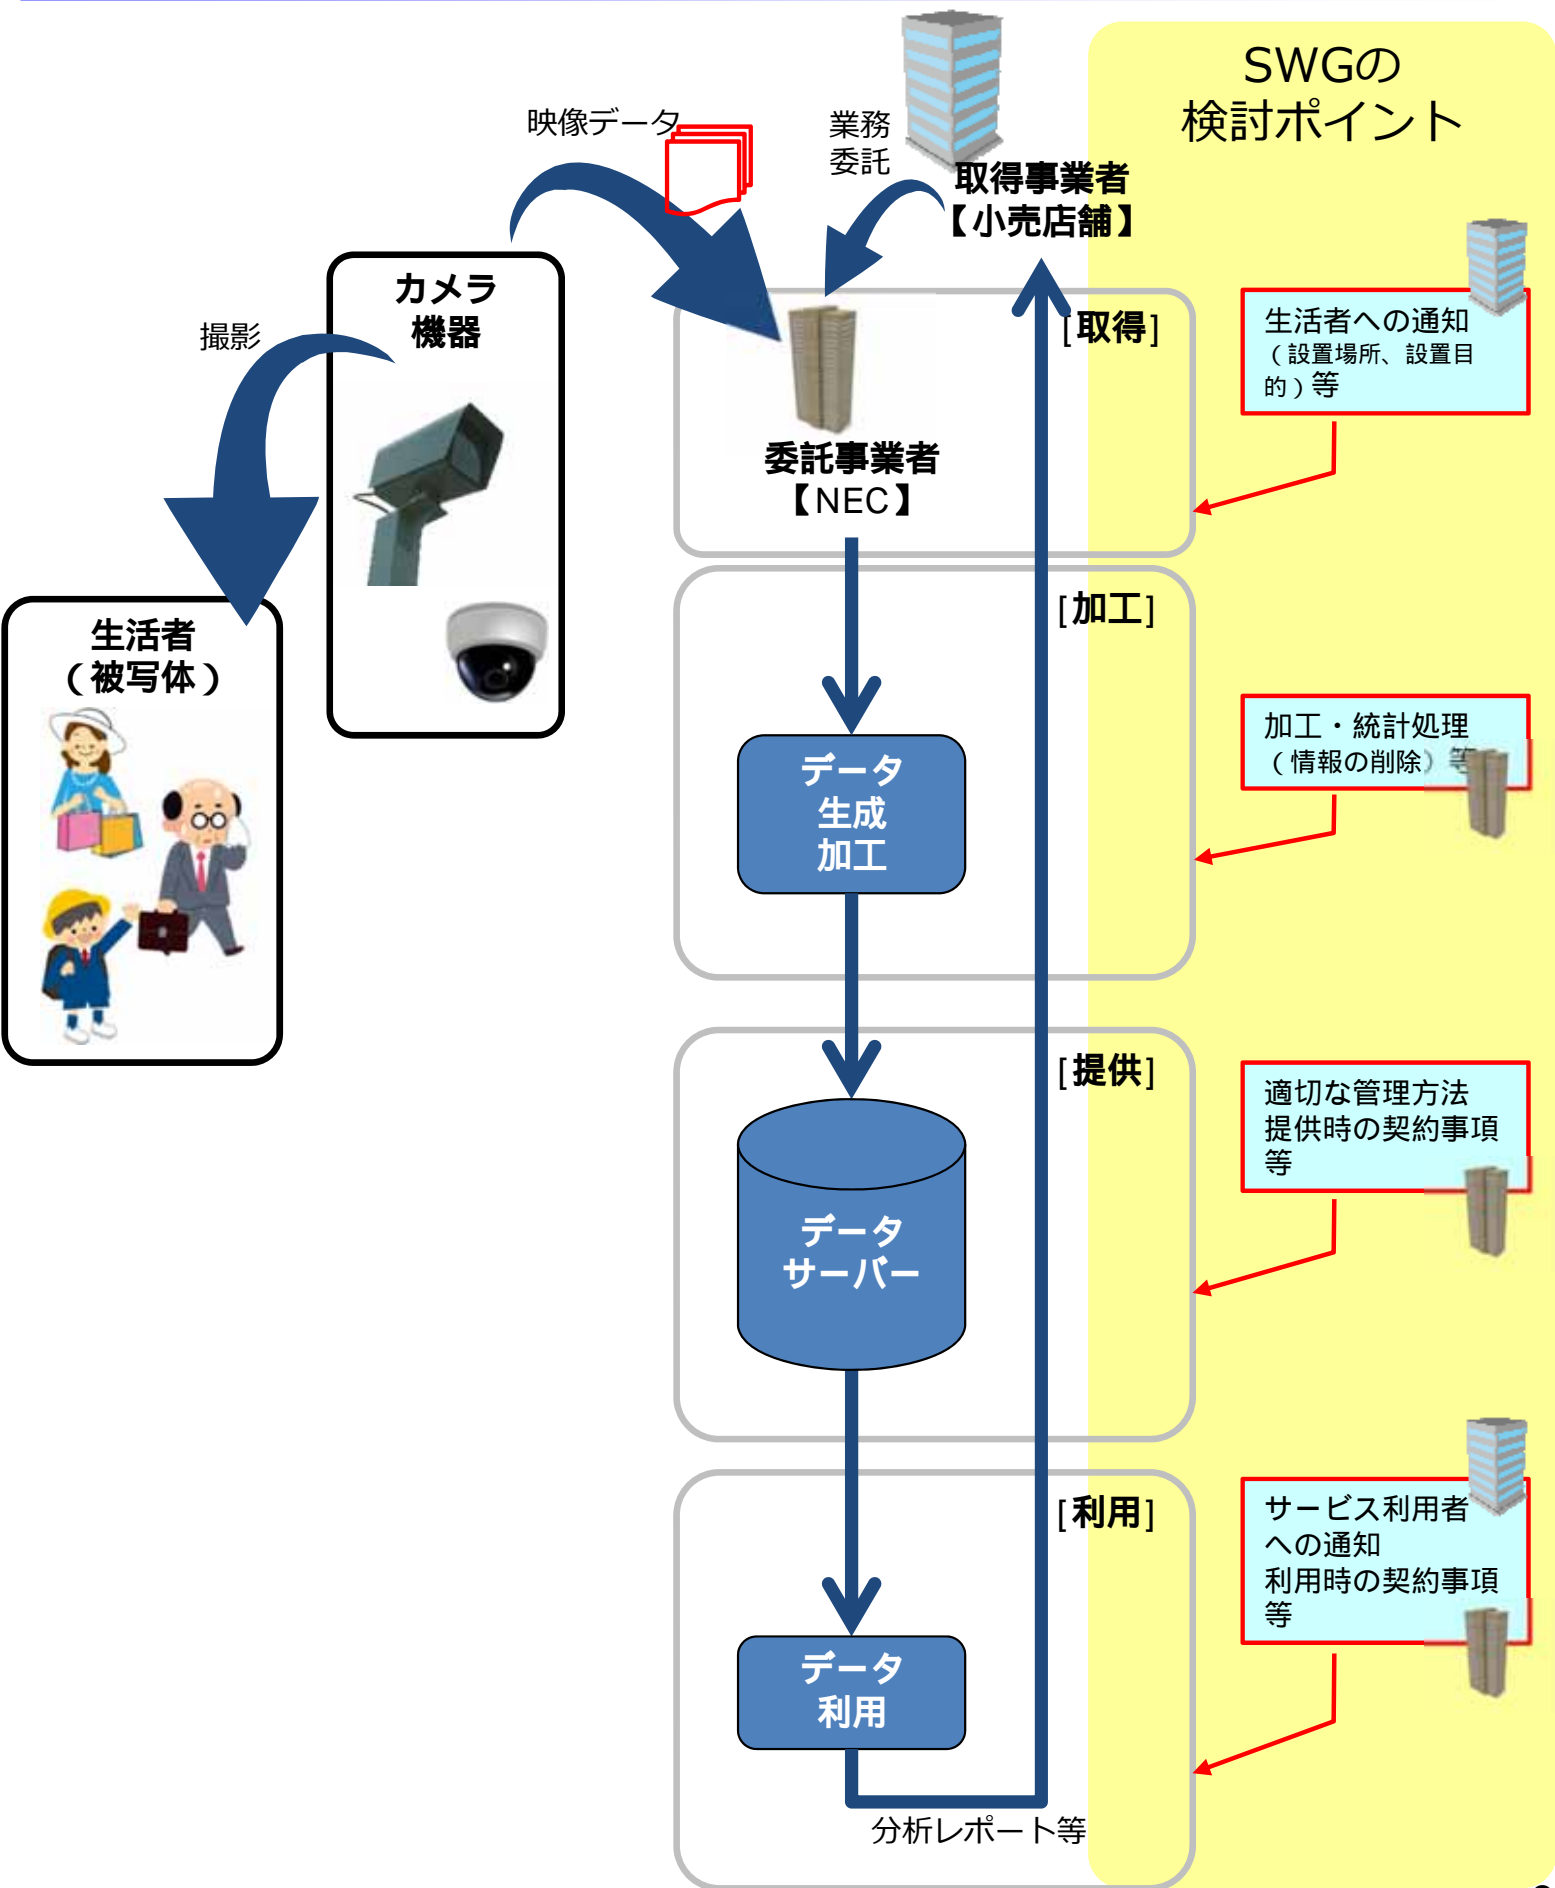 SWGの
検討ポイント
映像データ
業務
委託
取得事業者
【小売店舗】
カメラ
機器
撮影
[取得]
生活者への通知
（設置場所、設置目
的）等
委託事業者
【NEC】
生活者
（被写体）
[加工]
データ
生成
加工
加工・統計処理
（情報の削除）等
[提供]
データ
サーバー
適切な管理方法
提供時の契約事項
等
[利用]
データ
利用
サービス利用者
への通知
利用時の契約事項
等
分析レポート等